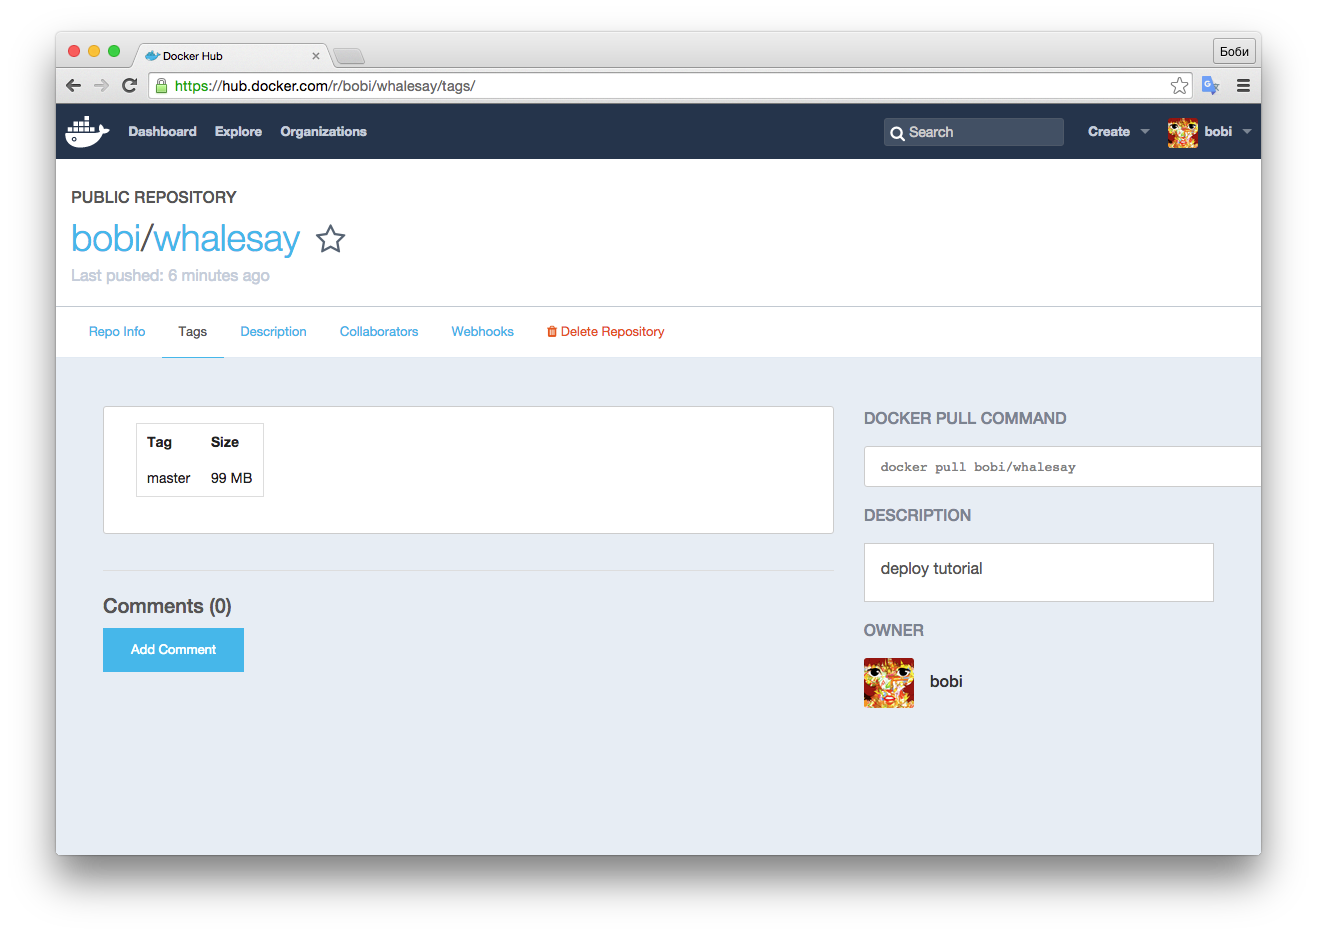 Docker Hub
Боби
https://hub.docker.com/r/bobi/whalesay/tags/
Dashboard Explore Organizations Search Create bobi
PUBLIC REPOSITORY
bobi/whalesay
Last pushed: 6 minutes ago
Repo Info Tags Description Collaborators Webhooks Delete Repository
Tag Size
master 99 MB
Comments (0)
Add Comment
DOCKER PULL COMMAND
docker pull bobi/whalesay
DESCRIPTION
deploy tutorial
OWNER
bobi